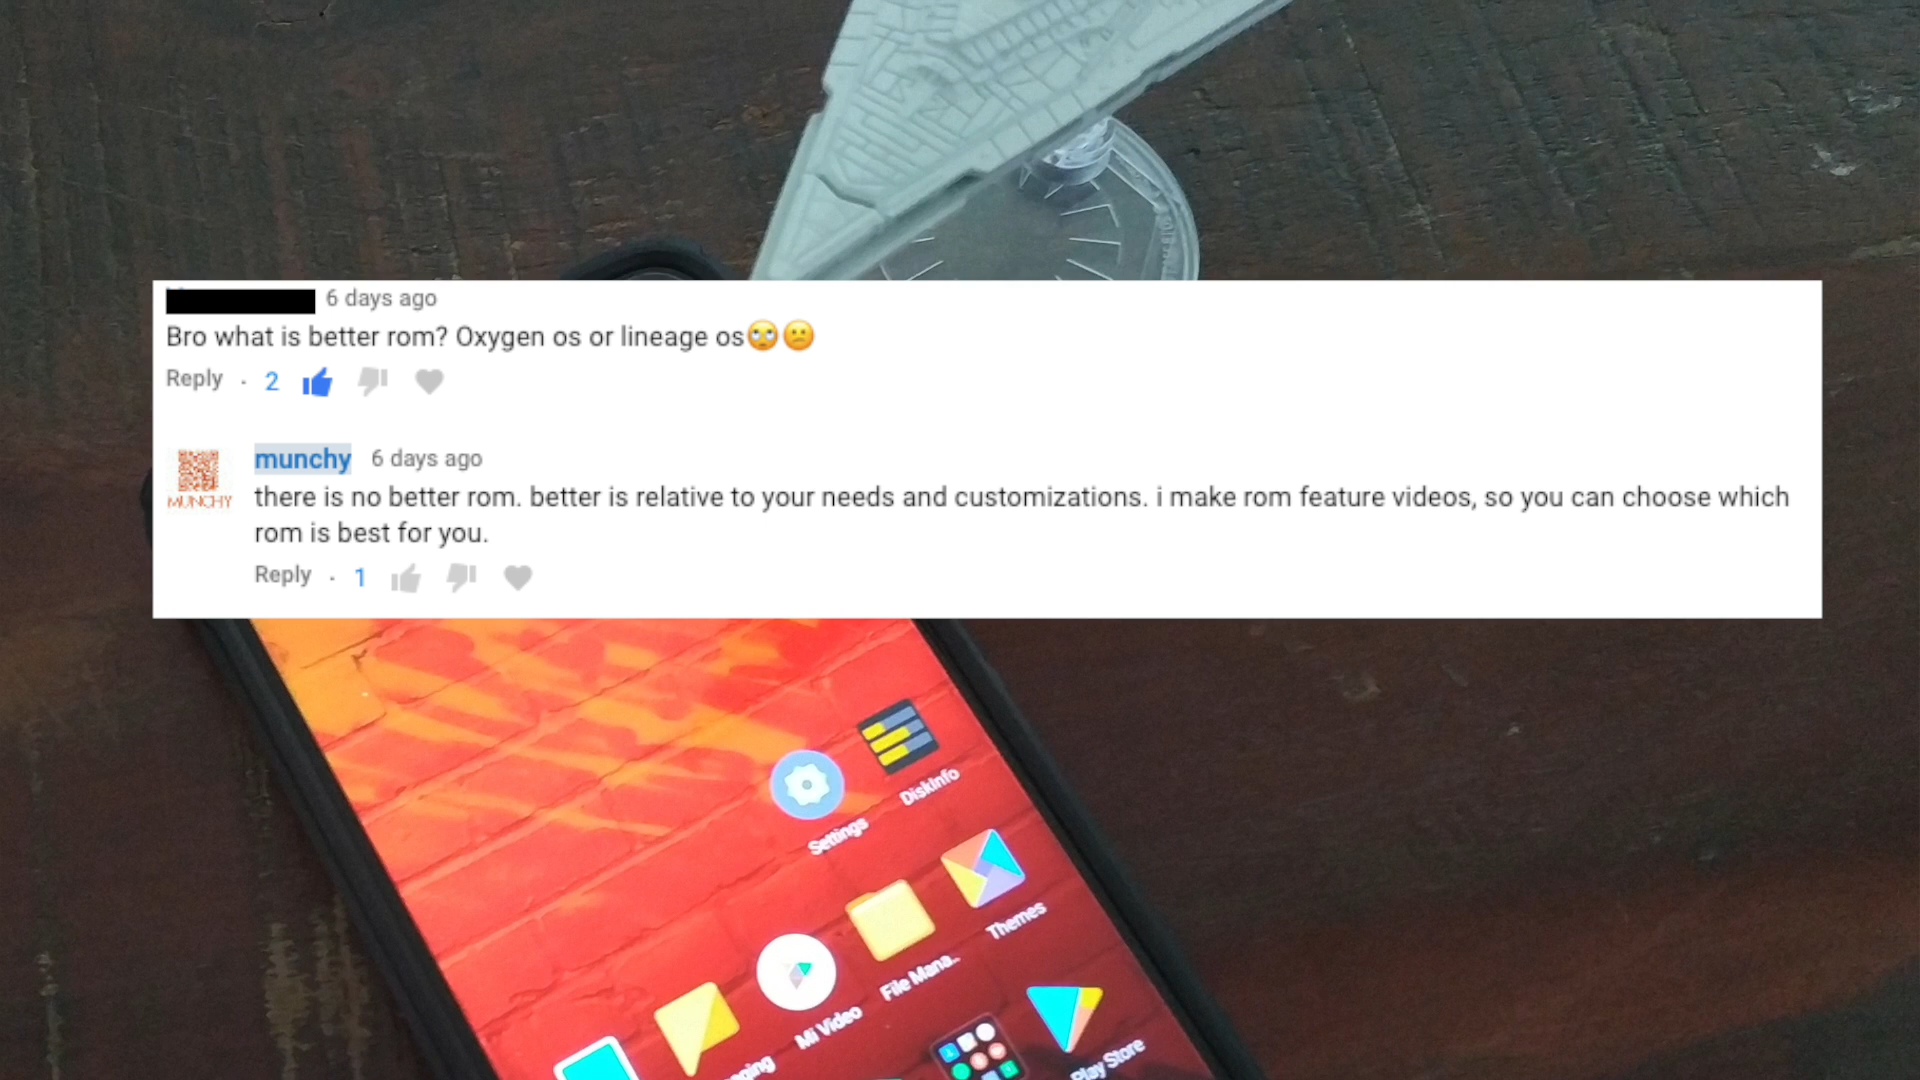 6 days ago
Bro what is better rom? Oxygen os or lineage os🙄😕
Reply · 2
munchy 6 days ago
MUNCHY
there is no better rom. better is relative to your needs and customizations. i make rom feature videos, so you can choose which
rom is best for you.
Reply · 1
DiskInfo
Settings
Themes
File Mana..
Mi Video
Play Store